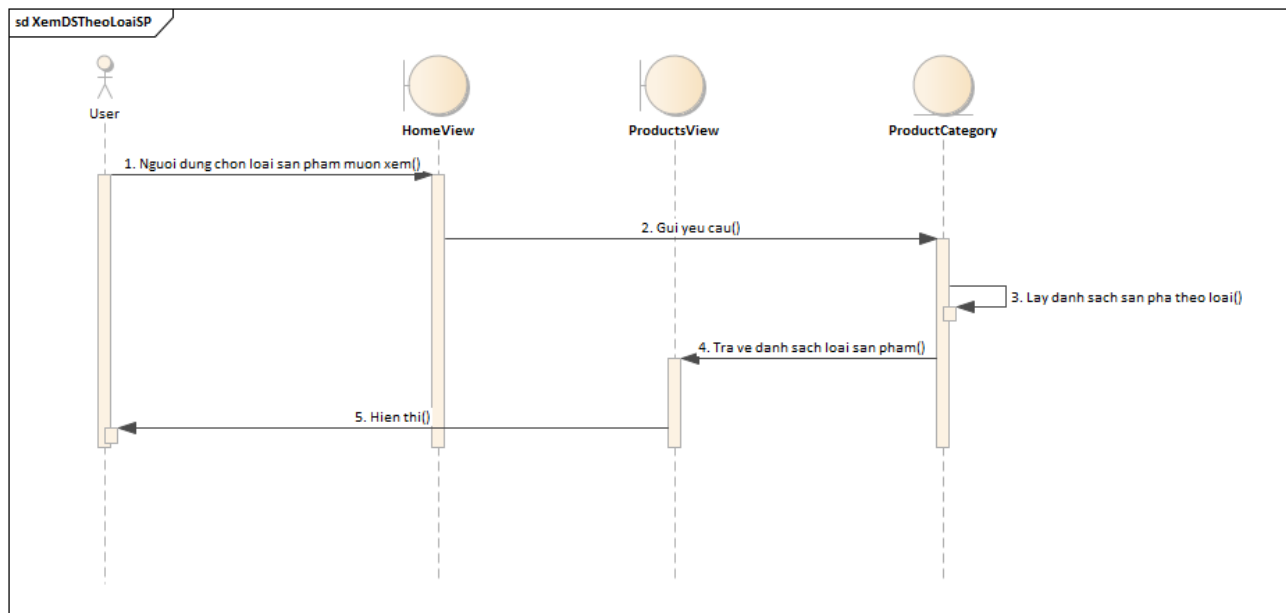 sd XemDSTheoLoaiSP
User
HomeView
ProductsView
ProductCategory
1. Nguoi dung chon loai san pham muon xem()
2. Gui yeu cau()
3. Lay danh sach san pha theo loai()
4. Tra ve danh sach loai san pham()
5. Hien thi()